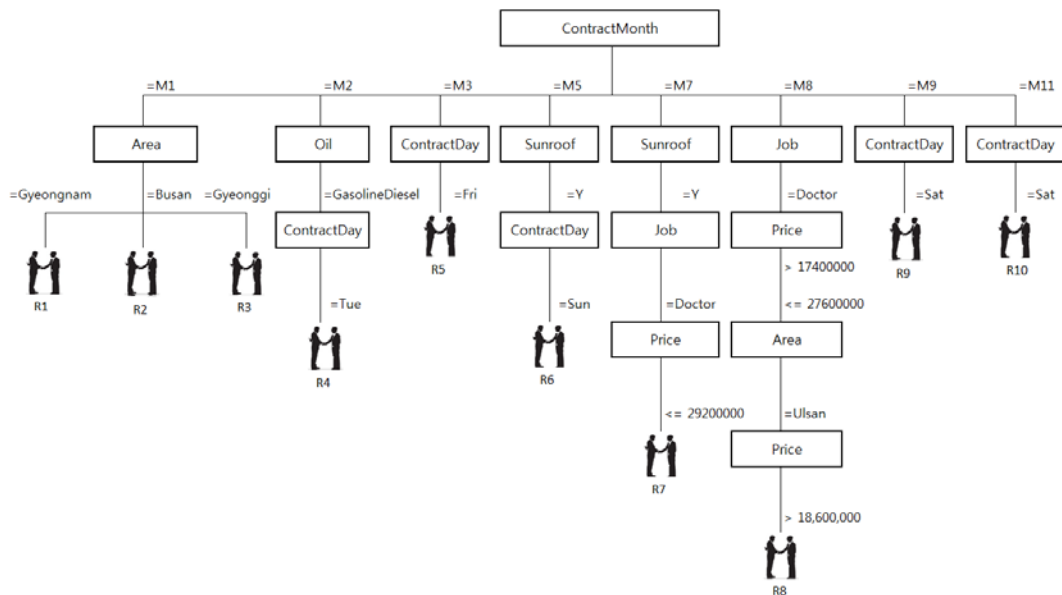 ContractMonth
=M1 =M2 =M3 =M5 =M7 =M8 =M9 =M11
Area Oil ContractDay Sunroof Sunroof Job ContractDay ContractDay
=Gyeongnam =Busan =Gyeonggi =GasolineDiesel =Fri =Y =Y =Doctor =Sat =Sat
ContractDay ContractDay Job Price
R5 R9 R10
> 17400000
R1 R2 R3
=Tue =Sun =Doctor <= 27600000
Price Area
R4 R6
<= 29200000 =Ulsan
Price
R7
> 18,600,000
R8